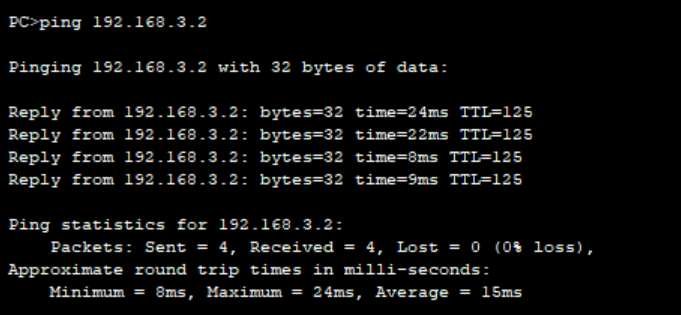 PC>ping 192.168.3.2
Pinging 192.168.3.2 with 32 bytes of data:
Reply from 192.168.3.2: bytes=32 time=24ms TTL=125
Reply from 192.168.3.2: bytes=32 time=22ms TTL=125
Reply from 192.168.3.2: bytes=32 time=8ms TTL=125
Reply from 192.168.3.2: bytes=32 time=9ms TTL=125
Ping statistics for 192.168.3.2:
    Packets: Sent = 4, Received = 4, Lost = 0 (0% loss),
Approximate round trip times in milli-seconds:
    Minimum = 8ms, Maximum = 24ms, Average = 15ms